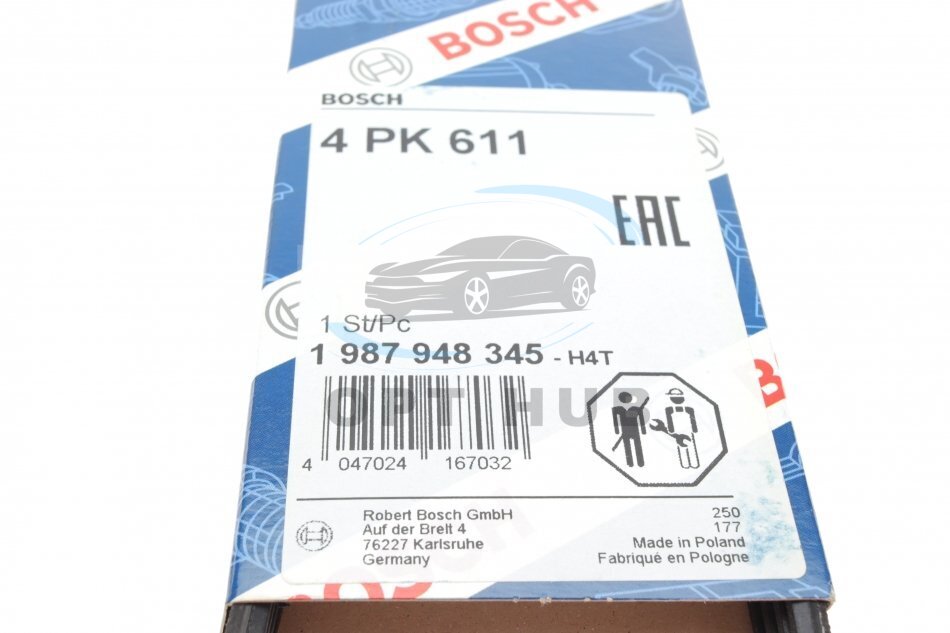 BOSCH
BOSCH
4 PK 611
EAC
1 St/Pc
1 987 948 345 - H4T
OPT HUB
4 047024 167032
Robert Bosch GmbH
Auf der Breit 4
76227 Karlsruhe
Germany
250
177
Made in Poland
Fabriqué en Pologne